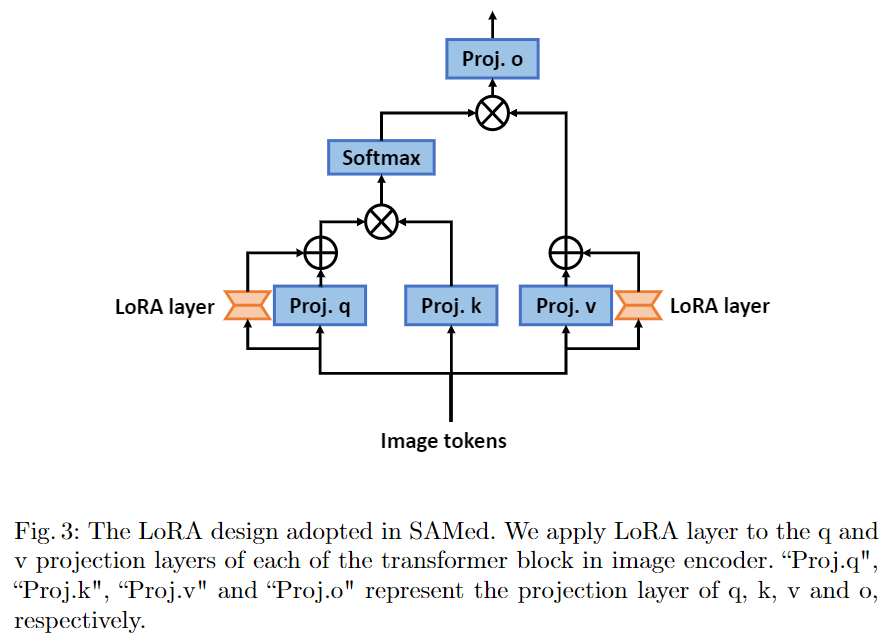 Proj. o
Softmax
LoRA layer
Proj. q
Proj. k
Proj. v
LoRA layer
Image tokens
Fig. 3: The LoRA design adopted in SAMed. We apply LoRA layer to the q and
v projection layers of each of the transformer block in image encoder. “Proj.q",
“Proj.k", “Proj.v" and “Proj.o" represent the projection layer of q, k, v and o,
respectively.